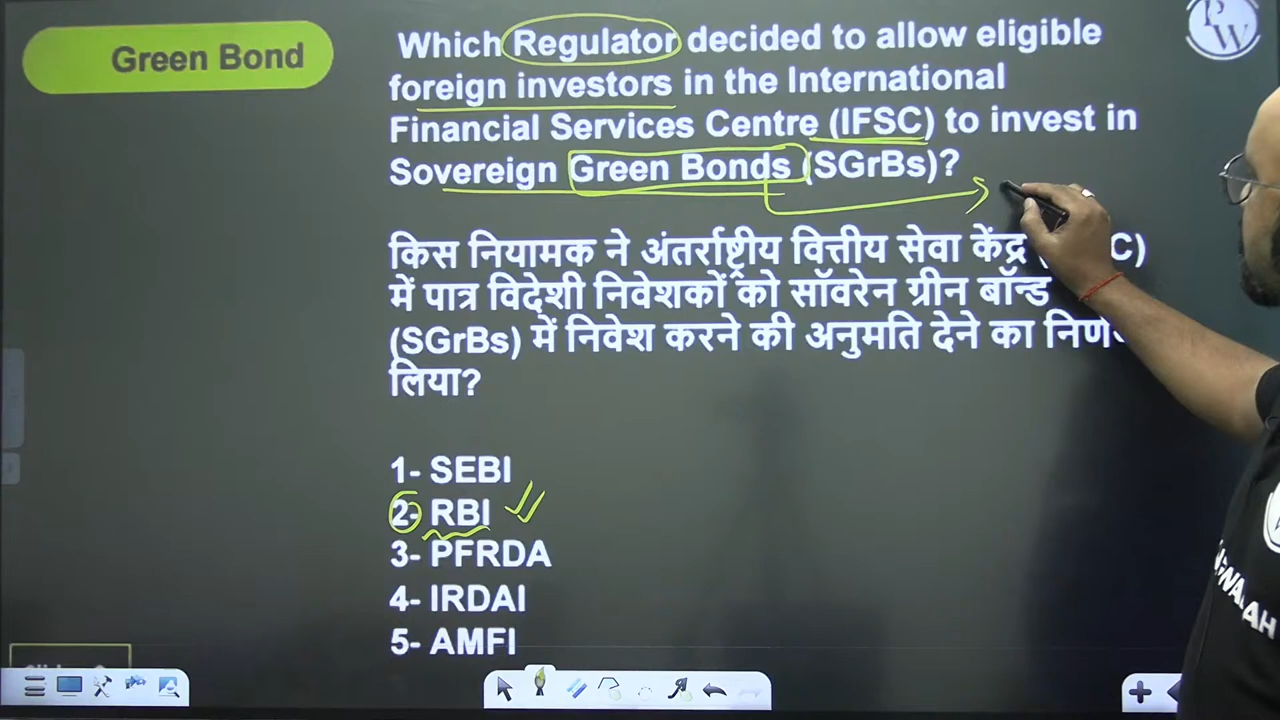 Green Bond
Which Regulator decided to allow eligible
foreign investors in the International
Financial Services Centre (IFSC) to invest in
Sovereign Green Bonds (SGrBs)?
PW
किस नियामक ने अंतर्राष्ट्रीय वित्तीय सेवा केंद्र ( C)
में पात्र विदेशी निवेशकों को सॉवरेन ग्रीन बॉन्ड
(SGrBs) में निवेश करने की अनुमति देने का
लिया?
1- SEBI
2- RBI
3- PFRDA
4- IRDAI
5- AMFI